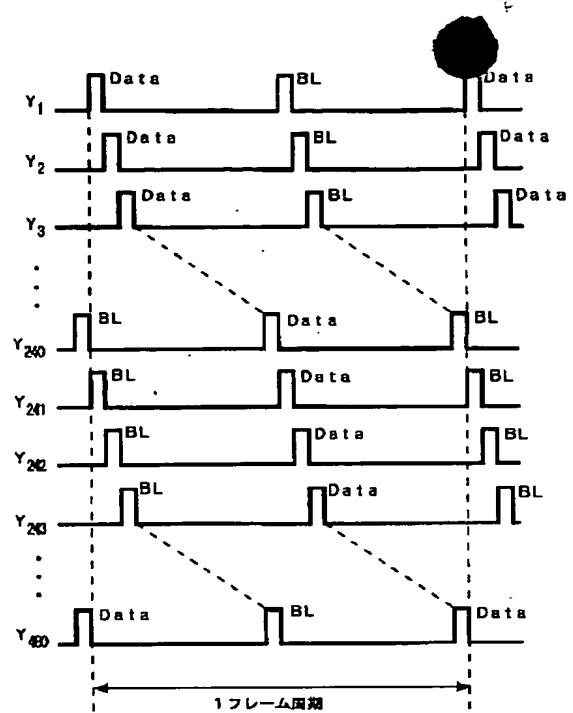 Y1 Data BL Data
Y2 Data BL Data
Y3 Data BL Data
Y240 BL Data BL
Y241 BL Data BL
Y242 BL Data BL
Y243 BL Data BL
Y480 Data BL Data
1フレーム周期